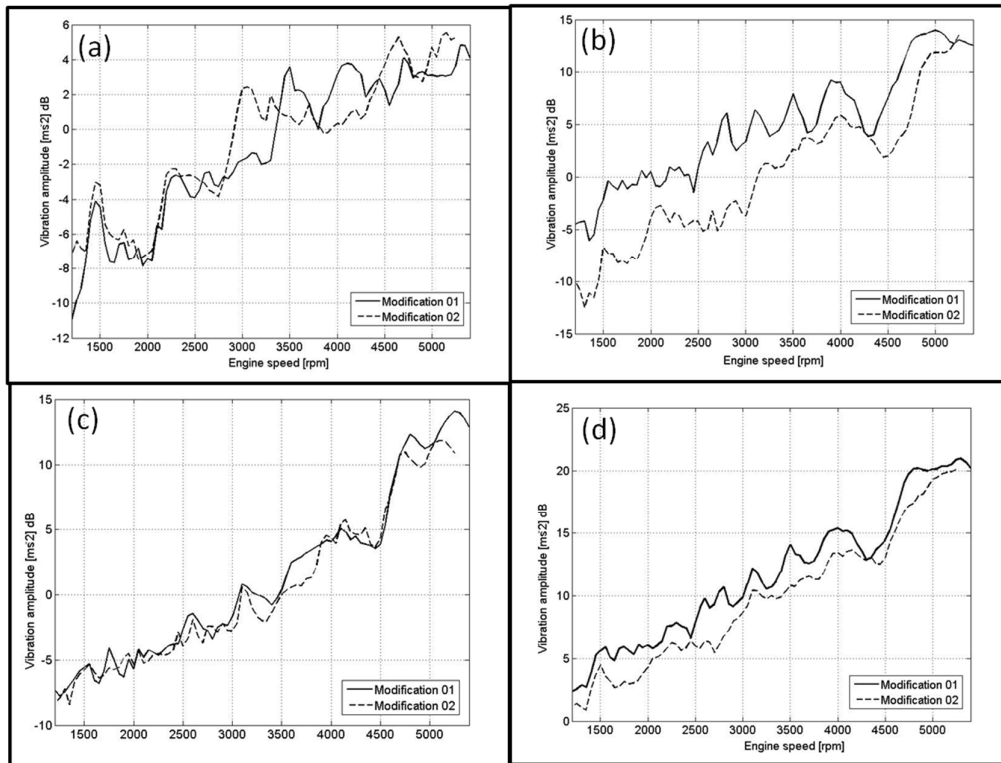 (a)
Vibration amplitude [ms2] dB
6
4
2
0
-2
-4
-6
-8
-10
-12
1500 2000 2500 3000 3500 4000 4500 5000
Engine speed [rpm]
Modification 01
Modification 02
(b)
Vibration amplitude [ms2] dB
15
10
5
0
-5
-10
-15
1500 2000 2500 3000 3500 4000 4500 5000
Engine speed [rpm]
Modification 01
Modification 02
(c)
Vibration amplitude [ms2] dB
15
10
5
0
-5
-10
1500 2000 2500 3000 3500 4000 4500 5000
Engine speed [rpm]
Modification 01
Modification 02
(d)
Vibration amplitude [ms2] dB
25
20
15
10
5
0
1500 2000 2500 3000 3500 4000 4500 5000
Engine speed [rpm]
Modification 01
Modification 02